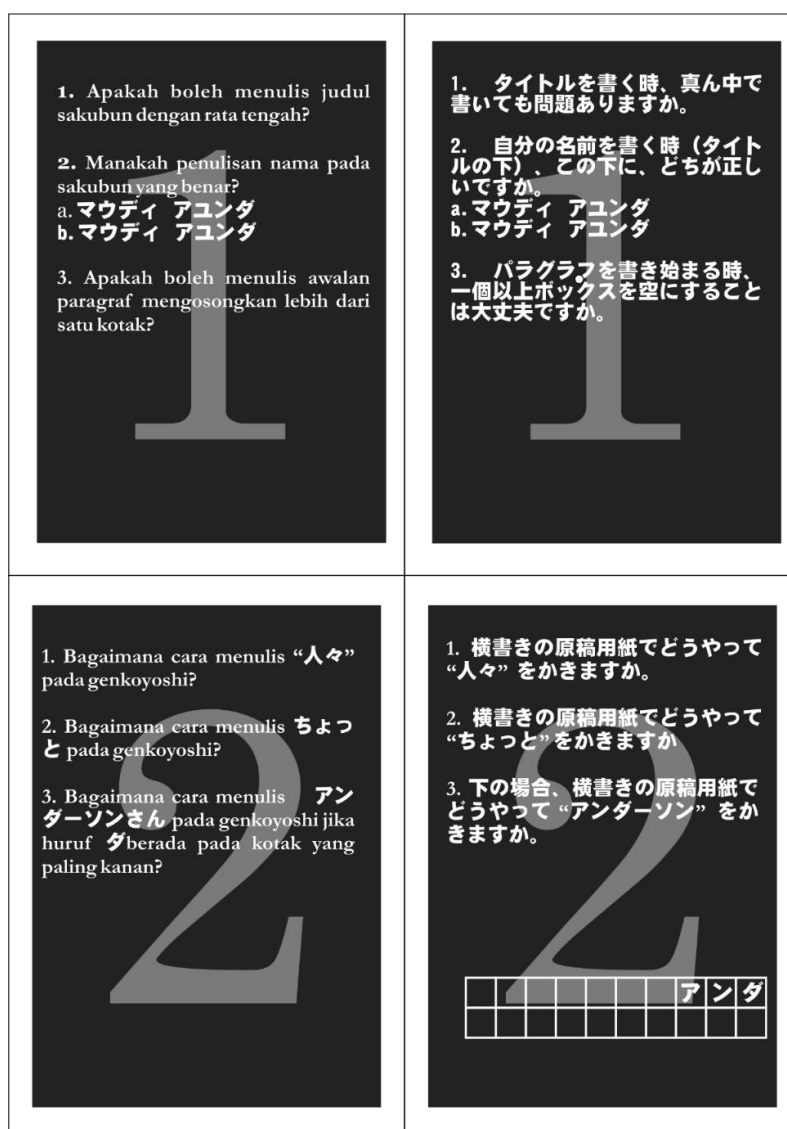 1. Apakah boleh menulis judul
sakubun dengan rata tengah?
2. Manakah penulisan nama pada
sakubun yang benar?
a. マウディ　アユンダ
b. マウディ　アユンダ
3. Apakah boleh menulis awalan
paragraf mengosongkan lebih dari
satu kotak?
1
1.　タイトルを書く時、真ん中で
書いても問題ありますか。
2.　自分の名前を書く時（タイト
ルの下）、この下に、どちが正し
いですか。
a. マウディ　アユンダ
b. マウディ　アユンダ
3.　パラグラフを書き始まる時、
一個以上ボックスを空にすること
は大丈夫ですか。
1
1. Bagaimana cara menulis “人々”
pada genkoyoshi?
2. Bagaimana cara menulis ちょっ
と pada genkoyoshi?
3. Bagaimana cara menulis　アン
ダーソンさん pada genkoyoshi jika
huruf ダberada pada kotak yang
paling kanan?
2
1. 横書きの原稿用紙でどうやって
“人々” をかきますか。
2. 横書きの原稿用紙でどうやって
“ちょっと” をかきますか
3. 下の場合、横書きの原稿用紙で
どうやって “アンダーソン” をか
きますか。
2
アンダ